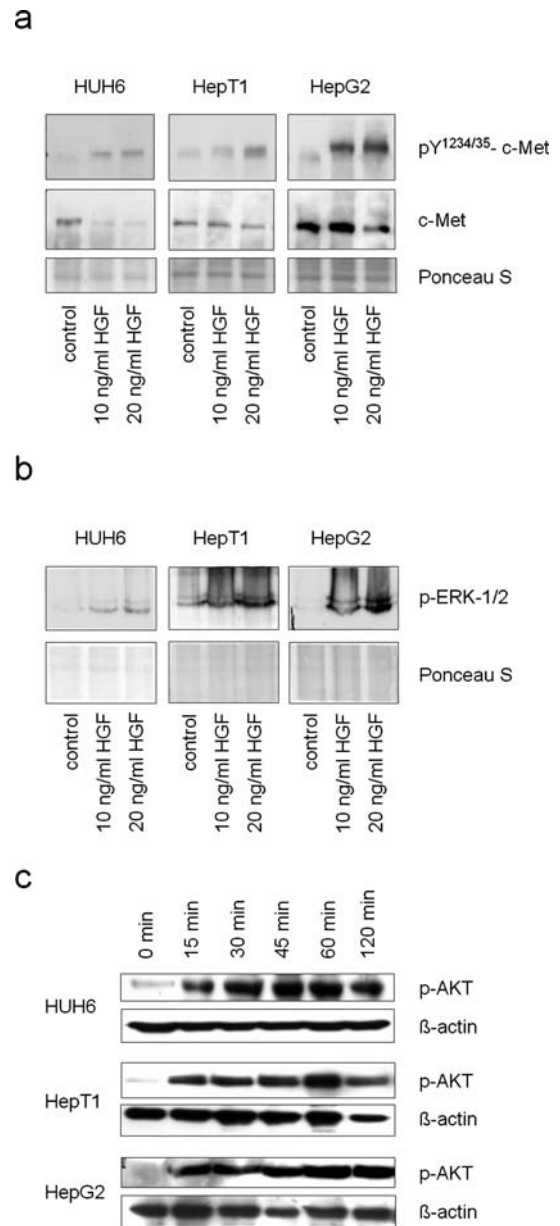 a
HUH6 HepT1 HepG2
pY1234/35- c-Met
c-Met
Ponceau S
control 10 ng/ml HGF 20 ng/ml HGF control 10 ng/ml HGF 20 ng/ml HGF control 10 ng/ml HGF 20 ng/ml HGF
b
HUH6 HepT1 HepG2
p-ERK-1/2
Ponceau S
control 10 ng/ml HGF 20 ng/ml HGF control 10 ng/ml HGF 20 ng/ml HGF control 10 ng/ml HGF 20 ng/ml HGF
c
0 min 15 min 30 min 45 min 60 min 120 min
HUH6
p-AKT
ß-actin
HepT1
p-AKT
ß-actin
HepG2
p-AKT
ß-actin